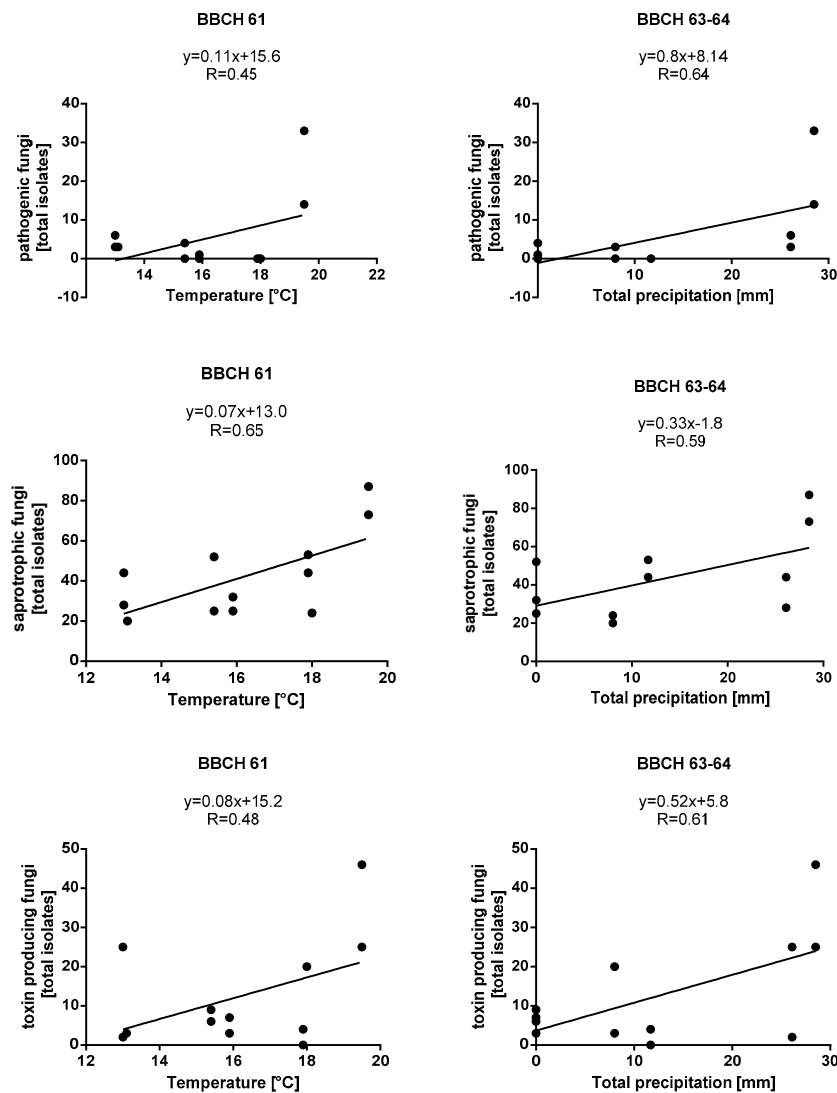 BBCH 61
y=0.11x+15.6
R=0.45
pathogenic fungi
[total isolates]
40
30
20
10
0
-10
14 16 18 20 22
Temperature [°C]
BBCH 63-64
y=0.8x+8.14
R=0.64
pathogenic fungi
[total isolates]
40
30
20
10
0
-10
10 20 30
Total precipitation [mm]
BBCH 61
y=0.07x+13.0
R=0.65
saprotrophic fungi
[total isolates]
100
80
60
40
20
0
12 14 16 18 20
Temperature [°C]
BBCH 63-64
y=0.33x-1.8
R=0.59
saprotrophic fungi
[total isolates]
100
80
60
40
20
0
0 10 20 30
Total precipitation [mm]
BBCH 61
y=0.08x+15.2
R=0.48
toxin producing fungi
[total isolates]
50
40
30
20
10
0
12 14 16 18 20
Temperature [°C]
BBCH 63-64
y=0.52x+5.8
R=0.61
toxin producing fungi
[total isolates]
50
40
30
20
10
0
0 10 20 30
Total precipitation [mm]